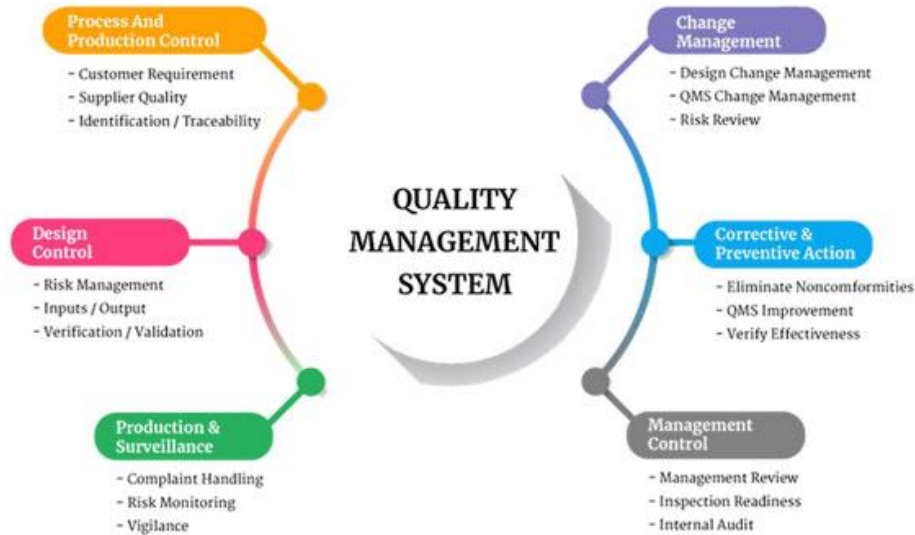 Process And
Production Control
- Customer Requirement
- Supplier Quality
- Identification / Traceability
Design
Control
- Risk Management
- Inputs / Output
- Verification / Validation
Production &
Surveillance
- Complaint Handling
- Risk Monitoring
- Vigilance
QUALITY
MANAGEMENT
SYSTEM
Change
Management
- Design Change Management
- QMS Change Management
- Risk Review
Corrective &
Preventive Action
- Eliminate Noncomformities
- QMS Improvement
- Verify Effectiveness
Management
Control
- Management Review
- Inspection Readiness
- Internal Audit